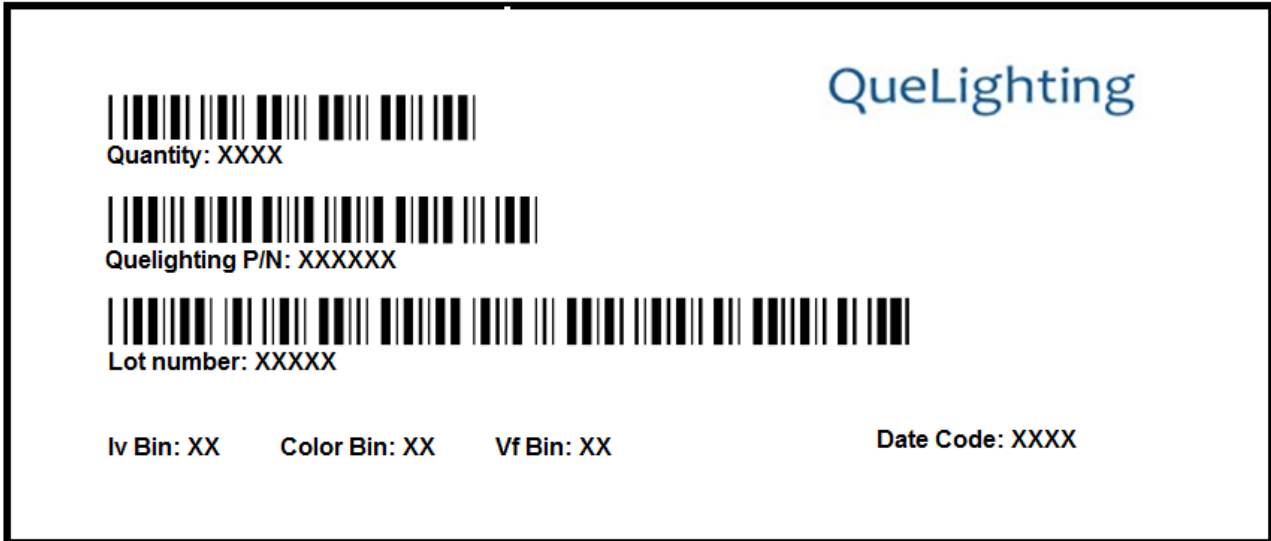 QueLighting
Quantity: XXXX
Quelighting P/N: XXXXXX
Lot number: XXXXX
Iv Bin: XX Color Bin: XX Vf Bin: XX Date Code: XXXX